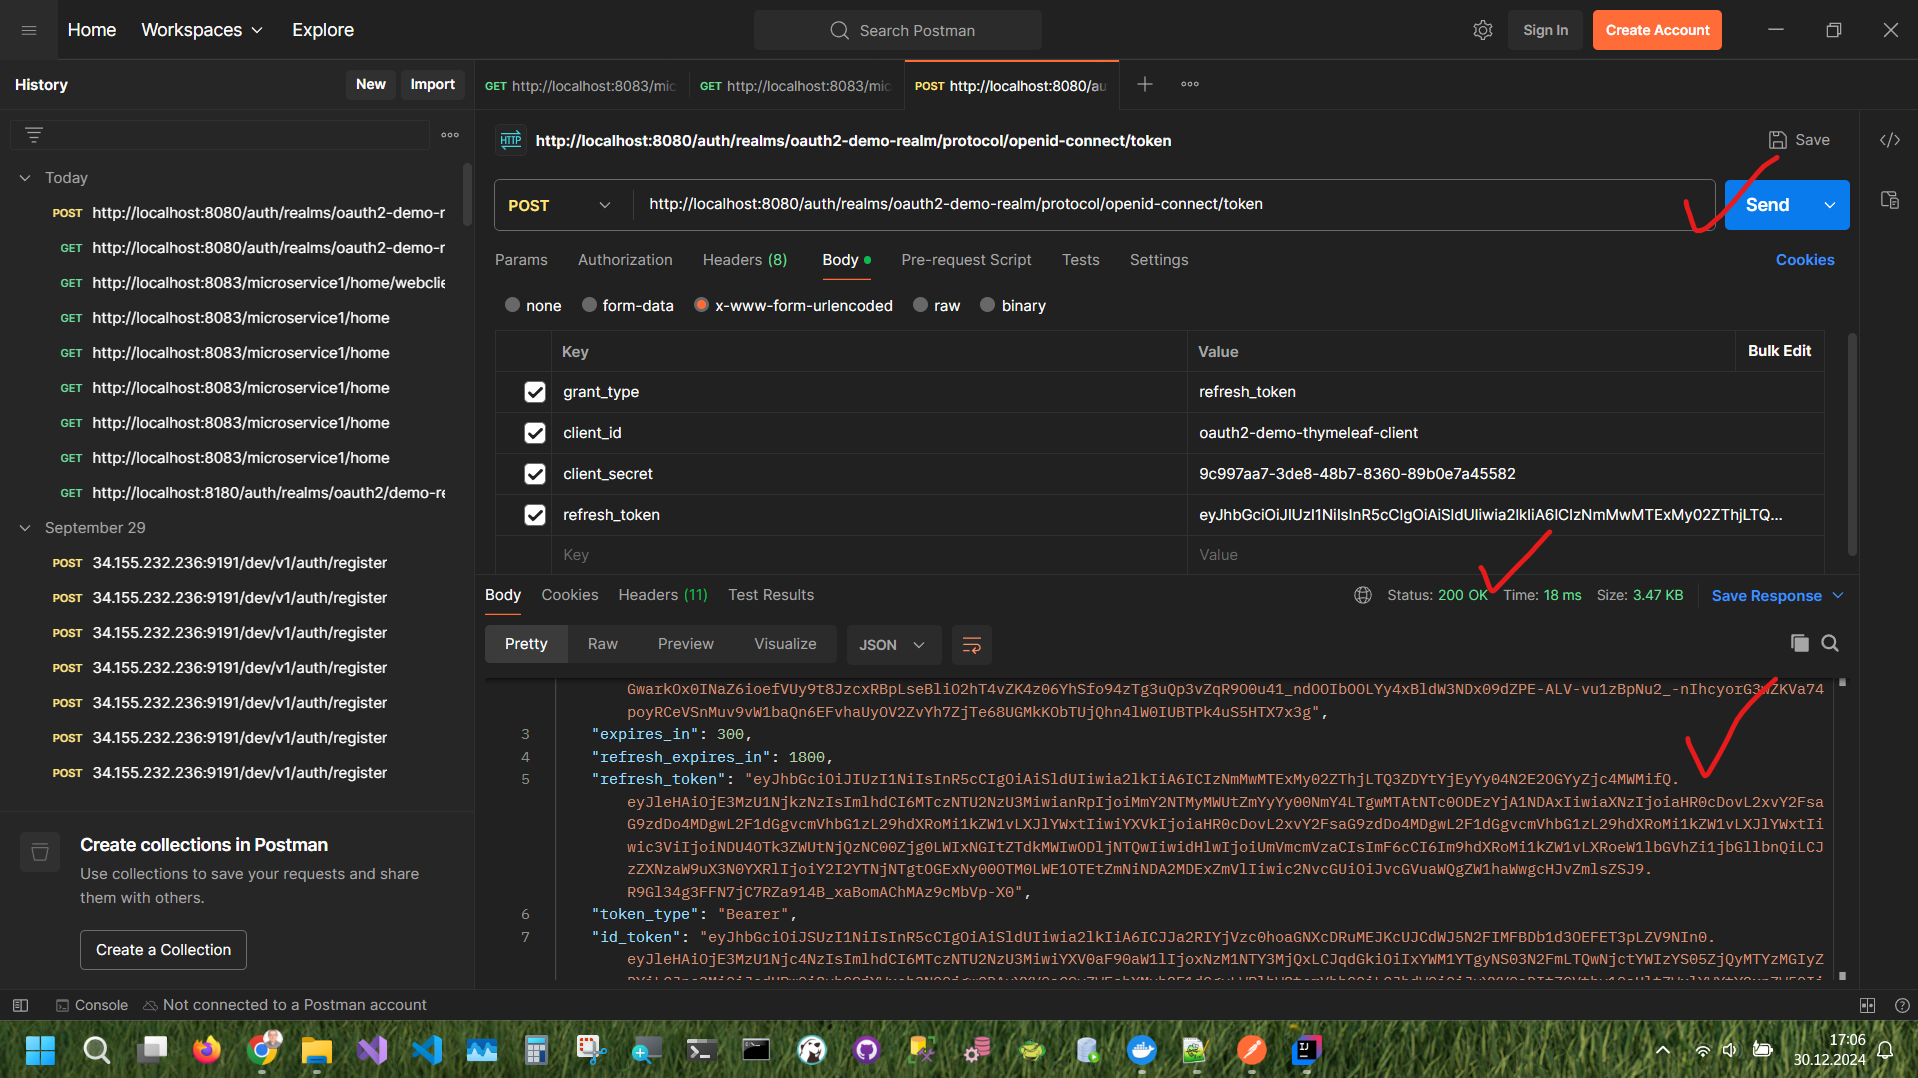 Home
Workspaces
Explore
Search Postman
Sign In
Create Account
History
New
Import
GET http://localhost:8083/mic
GET http://localhost:8083/mic
POST http://localhost:8080/au
HTTP
http://localhost:8080/auth/realms/oauth2-demo-realm/protocol/openid-connect/token
Save
Today
POST http://localhost:8080/auth/realms/oauth2-demo-r
GET http://localhost:8080/auth/realms/oauth2-demo-r
GET http://localhost:8083/microservice1/home/webclie
GET http://localhost:8083/microservice1/home
GET http://localhost:8083/microservice1/home
GET http://localhost:8083/microservice1/home
GET http://localhost:8083/microservice1/home
GET http://localhost:8083/microservice1/home
GET http://localhost:8180/auth/realms/oauth2/demo-re
September 29
POST 34.155.232.236:9191/dev/v1/auth/register
POST 34.155.232.236:9191/dev/v1/auth/register
POST 34.155.232.236:9191/dev/v1/auth/register
POST 34.155.232.236:9191/dev/v1/auth/register
POST 34.155.232.236:9191/dev/v1/auth/register
POST 34.155.232.236:9191/dev/v1/auth/register
POST 34.155.232.236:9191/dev/v1/auth/register
Create collections in Postman
Use collections to save your requests and share
them with others.
Create a Collection
POST
http://localhost:8080/auth/realms/oauth2-demo-realm/protocol/openid-connect/token
Send
Params
Authorization
Headers (8)
Body
Pre-request Script
Tests
Settings
Cookies
none
form-data
x-www-form-urlencoded
raw
binary
Key Value Bulk Edit
grant_type refresh_token
client_id oauth2-demo-thymeleaf-client
client_secret 9c997aa7-3de8-48b7-8360-89b0e7a45582
refresh_token eyJhbGciOiJIUzI1NiIsInR5cCIgOiAiSldUIiwia2lkIiA6ICIzNmMwMTExMy02ZThjLTQ...
Key Value
Body
Cookies
Headers (11)
Test Results
Status: 200 OK Time: 18 ms Size: 3.47 KB
Save Response
Pretty
Raw
Preview
Visualize
JSON
GwarkOx0INaZ6ioefVUy9t8JzcxRBpLseBliO2hT4vZK4z06YhSfo94zTg3uQp3vZqR9O0u41_ndOOIbOOLYy4xBldW3NDx09dZPE-ALV-vu1zBpNu2_-nIhcyorG3wZKVa74
poyRCeVSnMuv9vW1baQn6EFvhaUyOV2ZvYh7ZjTe68UGMkKObTUjQhn4lW0IUBTPk4uS5HTX7x3g",
3 "expires_in": 300,
4 "refresh_expires_in": 1800,
5 "refresh_token": "eyJhbGciOiJIUzI1NiIsInR5cCIgOiAiSldUIiwia2lkIiA6ICIzNmMwMTExMy02ZThjLTQ3ZDYtYjEyYy04N2E2OGYyZjc4MWMifQ.
eyJleHAiOjE3MzU1NjkzNzIsImlhdCI6MTczNTU2NzU3MiwianRpIjoiMmY2NTMyMWUtZmYyYy00NmY4LTgwMTAtNTc0ODEzYjA1NDAxIiwiaXNzIjoiaHR0cDovL2xvY2Fsa
G9zdDo4MDgwL2F1dGgvcmVhbG1zL29hdXRoMi1kZW1vLXJlYWxtIiwiYXVkIjoiaHR0cDovL2xvY2FsaG9zdDo4MDgwL2F1dGgvcmVhbG1zL29hdXRoMi1kZW1vLXJlYWxtIi
wic3ViIjoiNDU4OTk3ZWUtNjQzNC00Zjg0LWIxNGItZTdkMWIwODljNTQwIiwidHlwIjoiUmVmcmVzaCIsImF6cCI6Im9hdXRoMi1kZW1vLXRoeW1lbGVhZi1jbGllbnQiLCJ
zZXNzaW9uX3N0YXRlIjoiY2I2YTNjNTgtOGExNy00OTM0LWE1OTEtZmNiNDA2MDExZmVlIiwic2NvcGUiOiJvcGVuaWQgZW1haWwgcHJvZmlsZSJ9.
R9Gl34g3FFN7jC7RZa914B_xaBomAChMAz9cMbVp-X0",
6 "token_type": "Bearer",
7 "id_token": "eyJhbGciOiJSUzI1NiIsInR5cCIgOiAiSldUIiwia2lkIiA6ICJJa2RIYjVzc0hoaGNXcDRuMEJKcUJCdWJ5N2FIMFBDb1d3OEFET3pLZV9NIn0.
Console
Not connected to a Postman account
17:06
30.12.2024